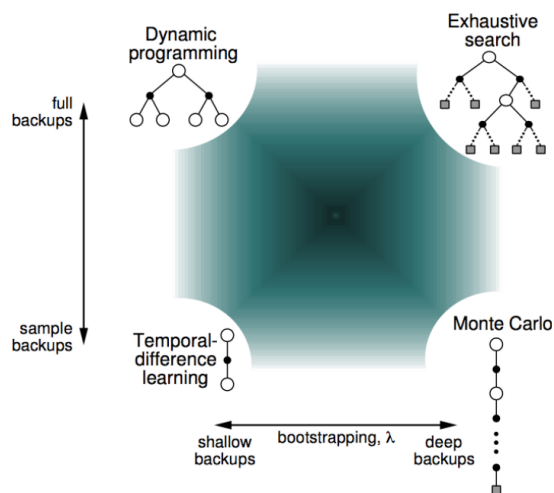 Dynamic
programming
Exhaustive
search
full
backups
sample
backups
Temporal-
difference
learning
Monte Carlo
shallow
backups
bootstrapping, λ
deep
backups